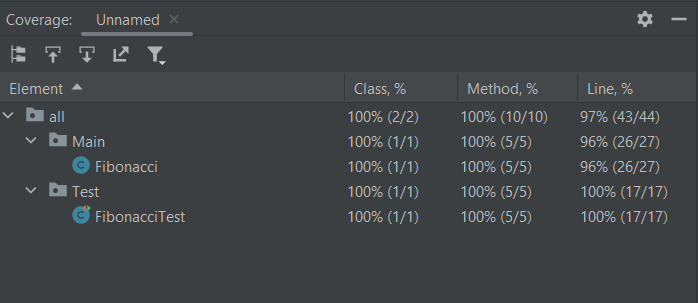 Coverage: Unnamed
Element Class, % Method, % Line, %
all 100% (2/2) 100% (10/10) 97% (43/44)
Main 100% (1/1) 100% (5/5) 96% (26/27)
C Fibonacci 100% (1/1) 100% (5/5) 96% (26/27)
Test 100% (1/1) 100% (5/5) 100% (17/17)
C FibonacciTest 100% (1/1) 100% (5/5) 100% (17/17)